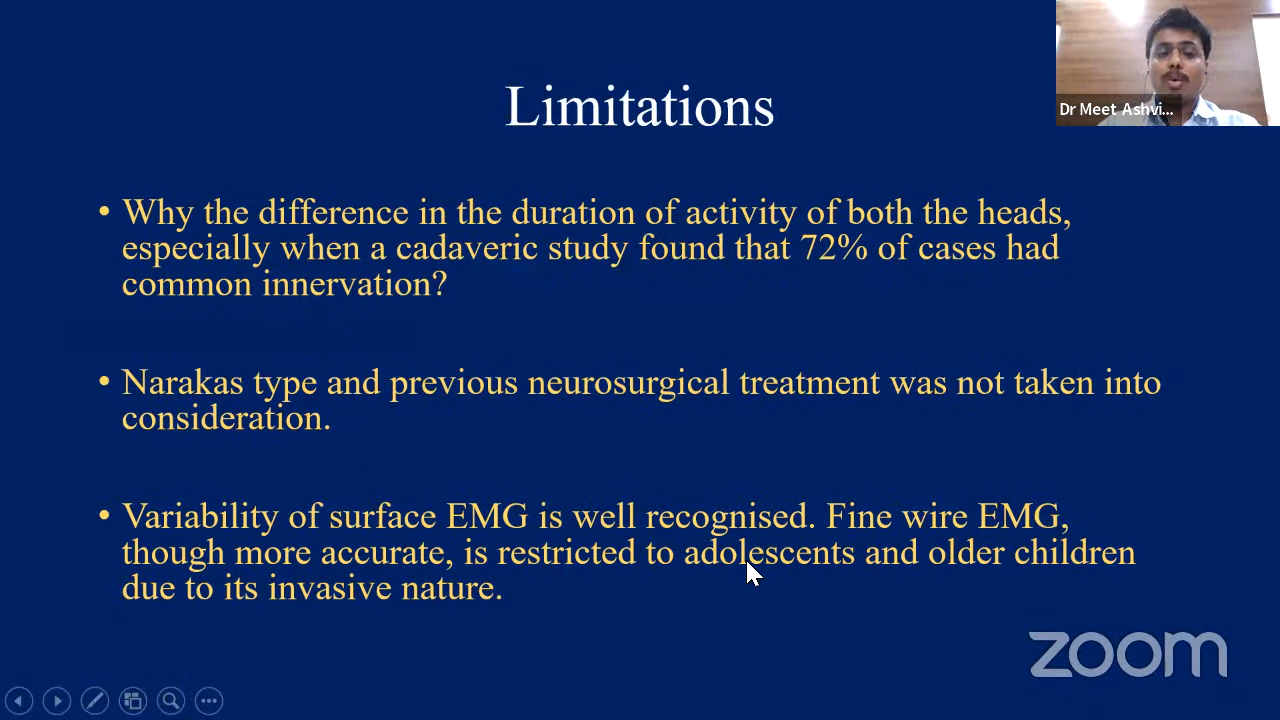 Limitations
Dr Meet Ashvi...
• Why the difference in the duration of activity of both the heads,
especially when a cadaveric study found that 72% of cases had
common innervation?
• Narakas type and previous neurosurgical treatment was not taken into
consideration.
• Variability of surface EMG is well recognised. Fine wire EMG,
though more accurate, is restricted to adolescents and older children
due to its invasive nature.
zoom